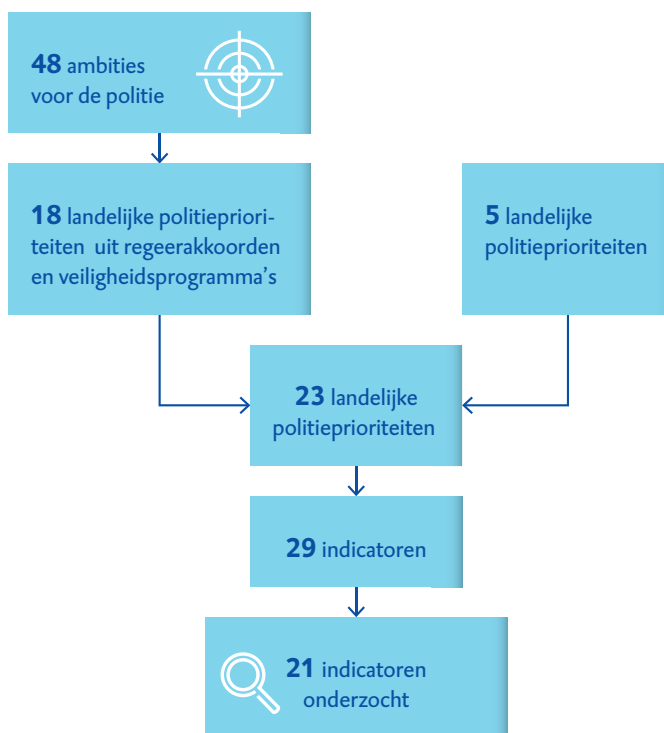 48 ambities
voor de politie
18 landelijke politieprori-
teiten uit regeerakkoorden
en veiligheidsprogramma's
5 landelijke
politieprioriteiten
23 landelijke
politieprioriteiten
29 indicatoren
21 indicatoren
onderzocht